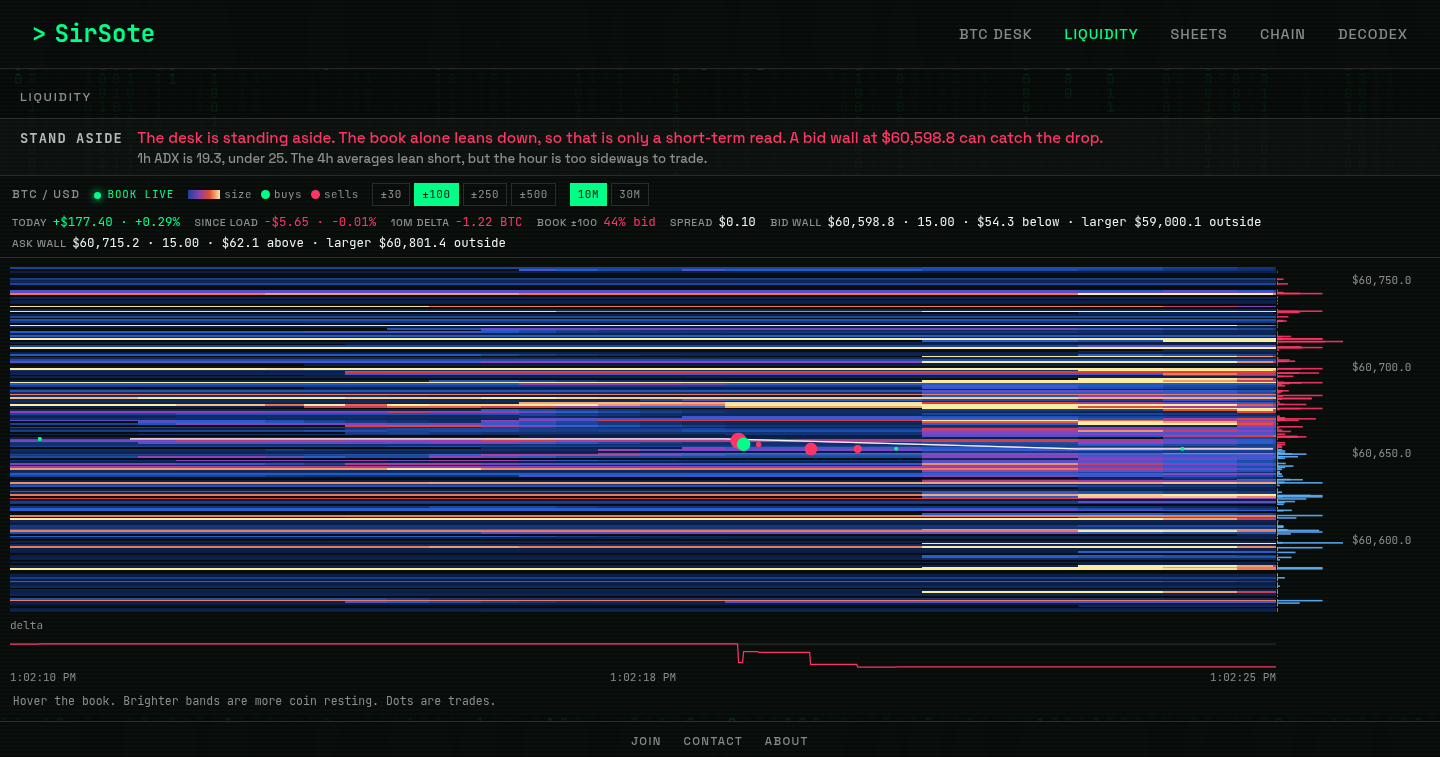 > SirSote
BTC DESK LIQUIDITY SHEETS CHAIN DECODEX
LIQUIDITY
STAND ASIDE The desk is standing aside. The book alone leans down, so that is only a short-term read. A bid wall at $60,598.8 can catch the drop.
1h ADX is 19.3, under 25. The 4h averages lean short, but the hour is too sideways to trade.
BTC / USD BOOK LIVE size buys sells ±30 ±100 ±250 ±500 10M 30M
TODAY +$177.40 · +0.29% SINCE LOAD -$5.65 · -0.01% 10M DELTA -1.22 BTC BOOK ±100 44% bid SPREAD $0.10 BID WALL $60,598.8 · 15.00 · $54.3 below · larger $59,000.1 outside
ASK WALL $60,715.2 · 15.00 · $62.1 above · larger $60,801.4 outside
$60,750.0
$60,700.0
$60,650.0
$60,600.0
delta
1:02:10 PM 1:02:18 PM 1:02:25 PM
Hover the book. Brighter bands are more coin resting. Dots are trades.
JOIN CONTACT ABOUT